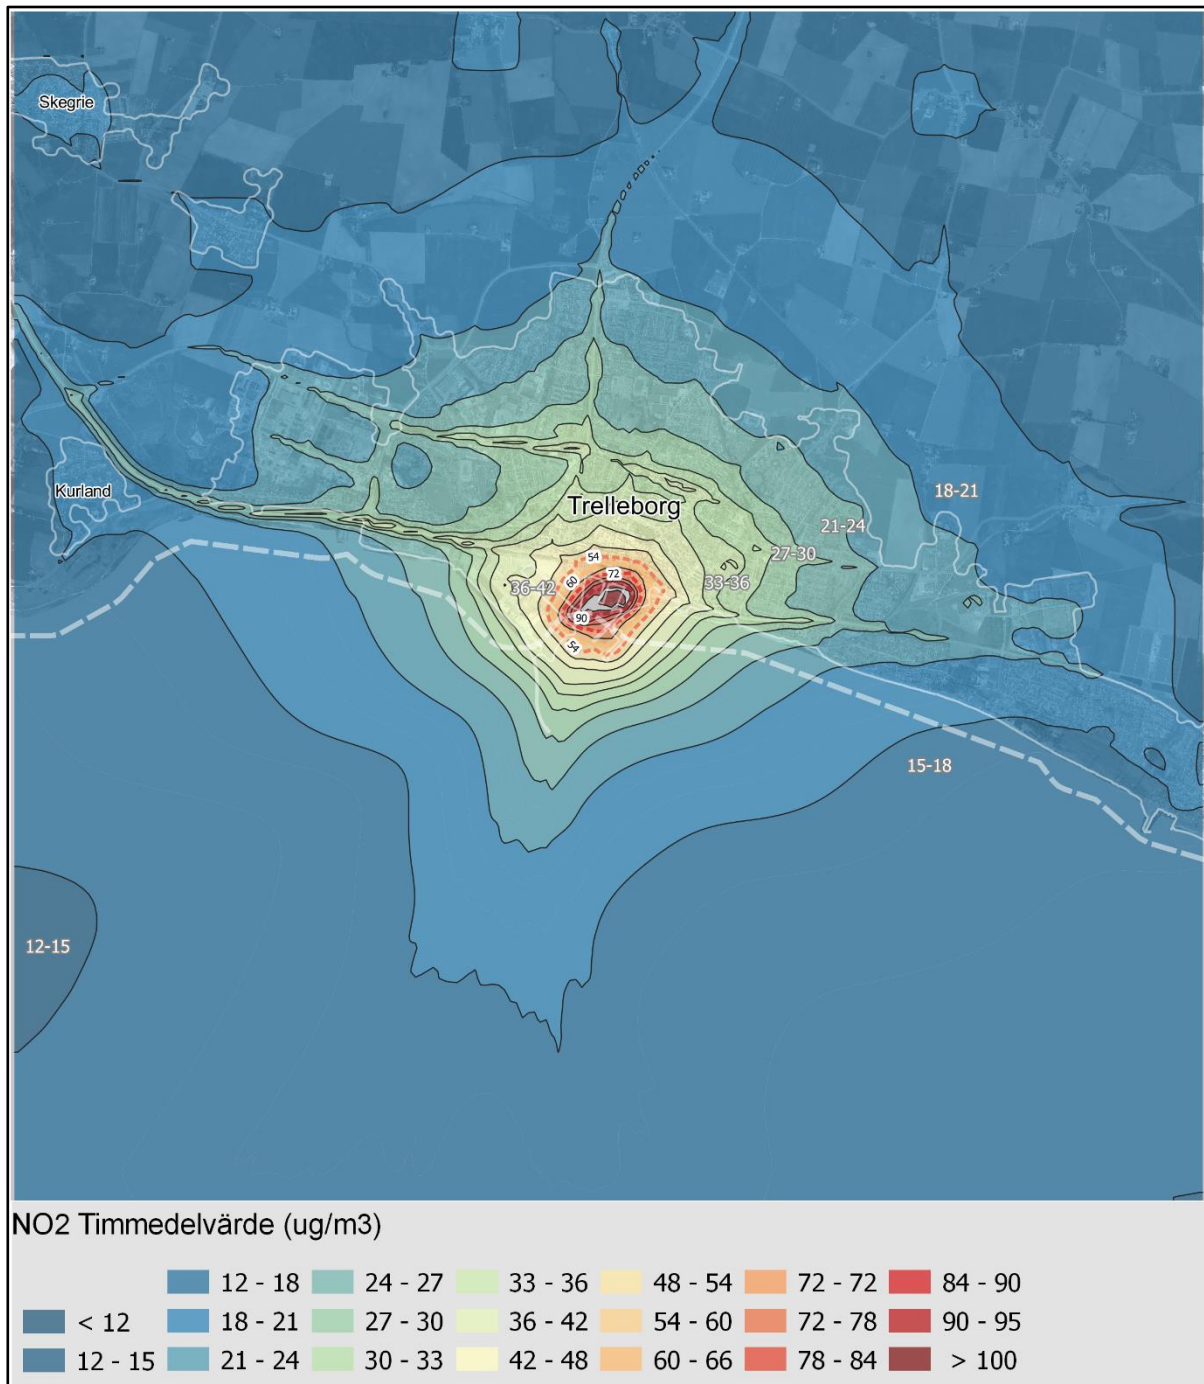 Skegrie
Kurland
Trelleborg
18-21
21-24
27-30
33-36
36-42
54
72
60
90
54
15-18
12-15
NO2 Timmedelvärde (ug/m3)
12 - 18
24 - 27
33 - 36
48 - 54
72 - 72
84 - 90
< 12
18 - 21
27 - 30
36 - 42
54 - 60
72 - 78
90 - 95
12 - 15
21 - 24
30 - 33
42 - 48
60 - 66
78 - 84
> 100